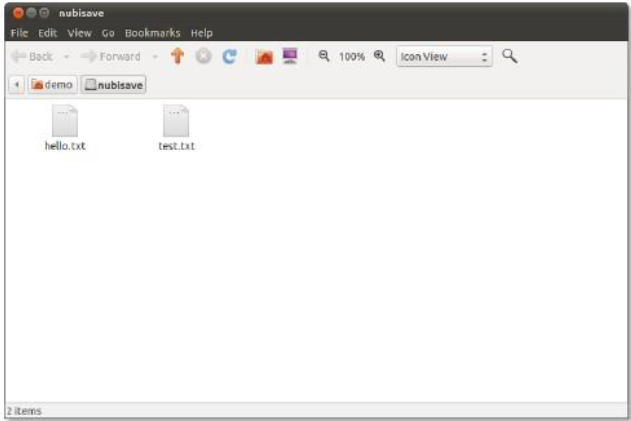 nubisave
File Edit View Go Bookmarks Help
Back Forward 100% Icon View
demo nubisave
hello.txt test.txt
2 items